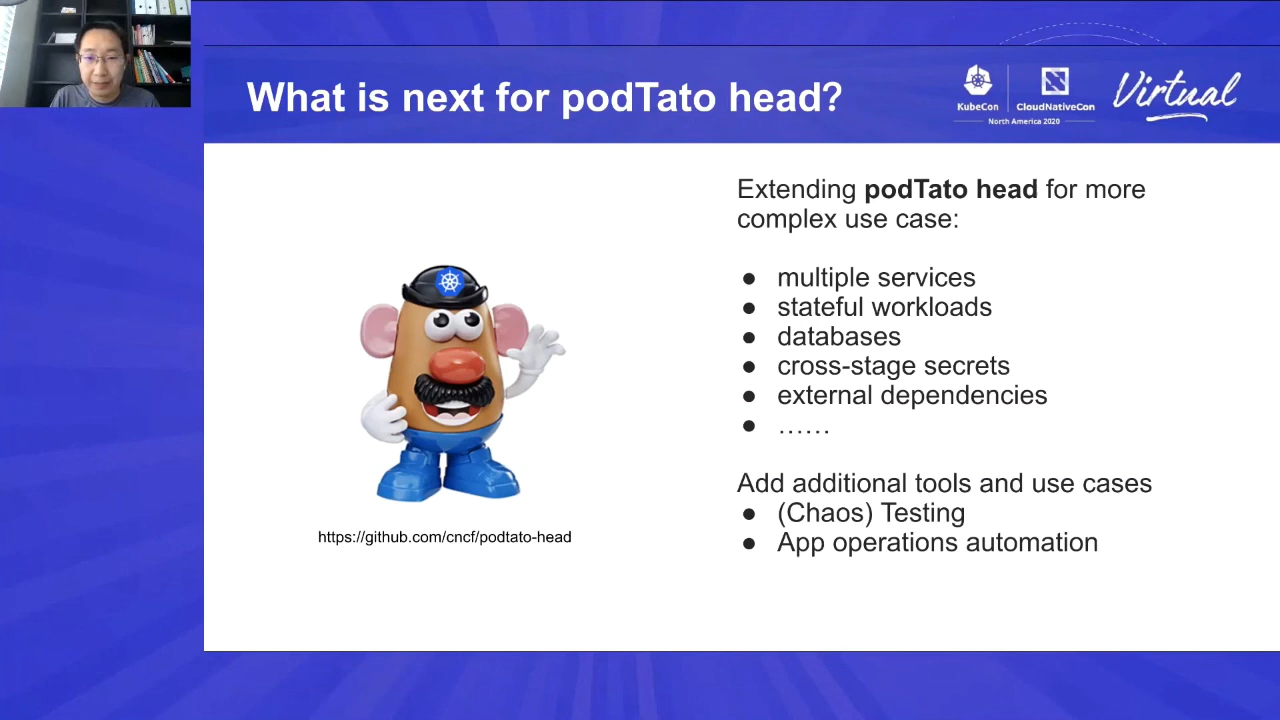 What is next for podTato head?
KubeCon
CloudNativeCon
North America 2020
Virtual
Extending podTato head for more
complex use case:
● multiple services
● stateful workloads
● databases
● cross-stage secrets
● external dependencies
● ……
Add additional tools and use cases
● (Chaos) Testing
● App operations automation
https://github.com/cncf/podtato-head